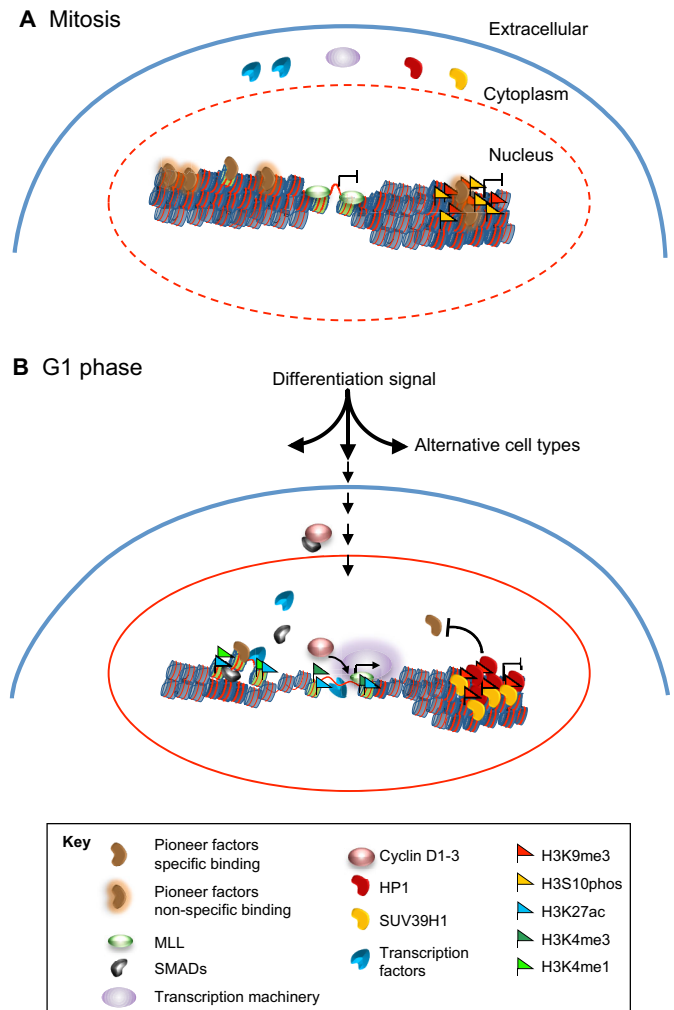 A Mitosis
Extracellular
Cytoplasm
Nucleus
B G1 phase
Differentiation signal
Alternative cell types
Key
Pioneer factors
specific binding
Pioneer factors
non-specific binding
MLL
SMADs
Transcription machinery
Cyclin D1-3
HP1
SUV39H1
Transcription
factors
H3K9me3
H3S10phos
H3K27ac
H3K4me3
H3K4me1